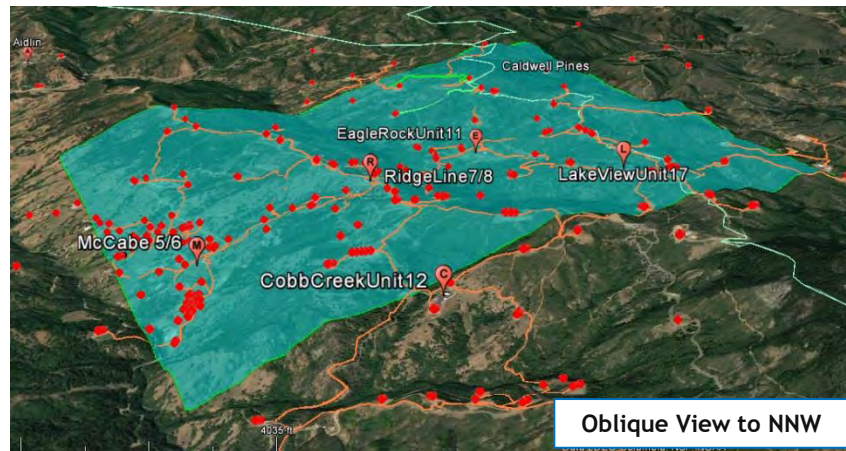 Aidlin
Caldwell Pines
EagleRockUnit11
E
L
R
RidgeLine7/8
LakeViewUnit17
McCabe 5/6
M
CobbCreekUnit12
C
4035 ft
Oblique View to NNW